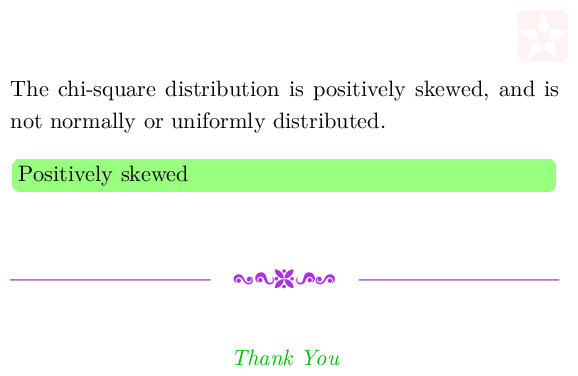 The chi-square distribution is positively skewed, and is
not normally or uniformly distributed.
Positively skewed
Thank You